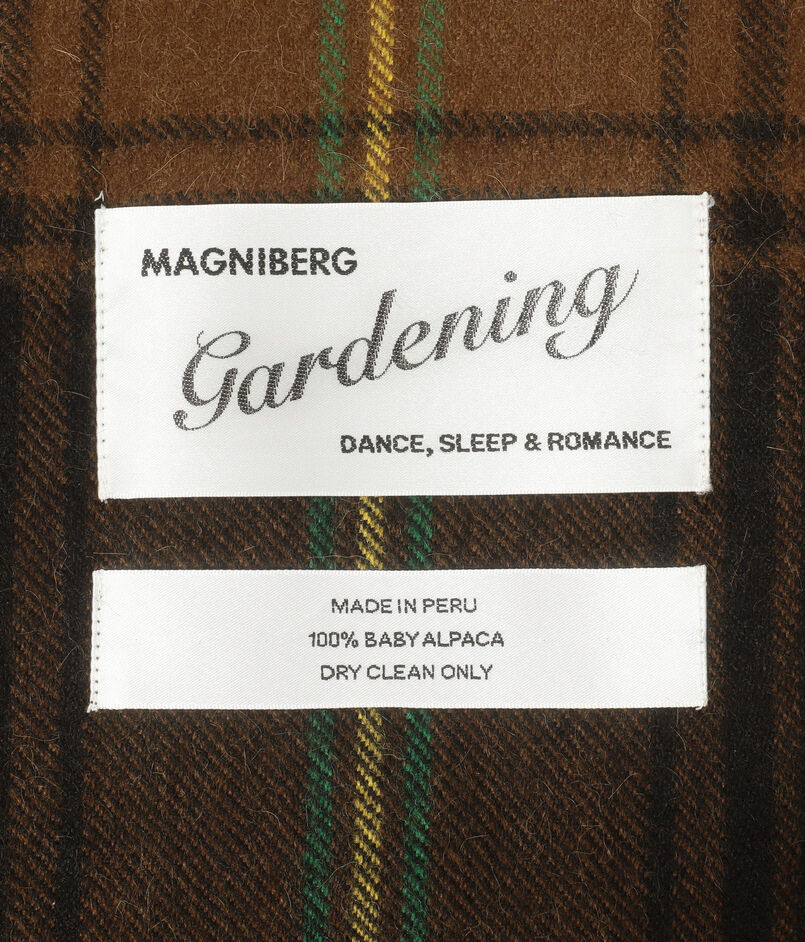 MAGNIBERG
Gardening
DANCE, SLEEP & ROMANCE
MADE IN PERU
100% BABY ALPACA
DRY CLEAN ONLY